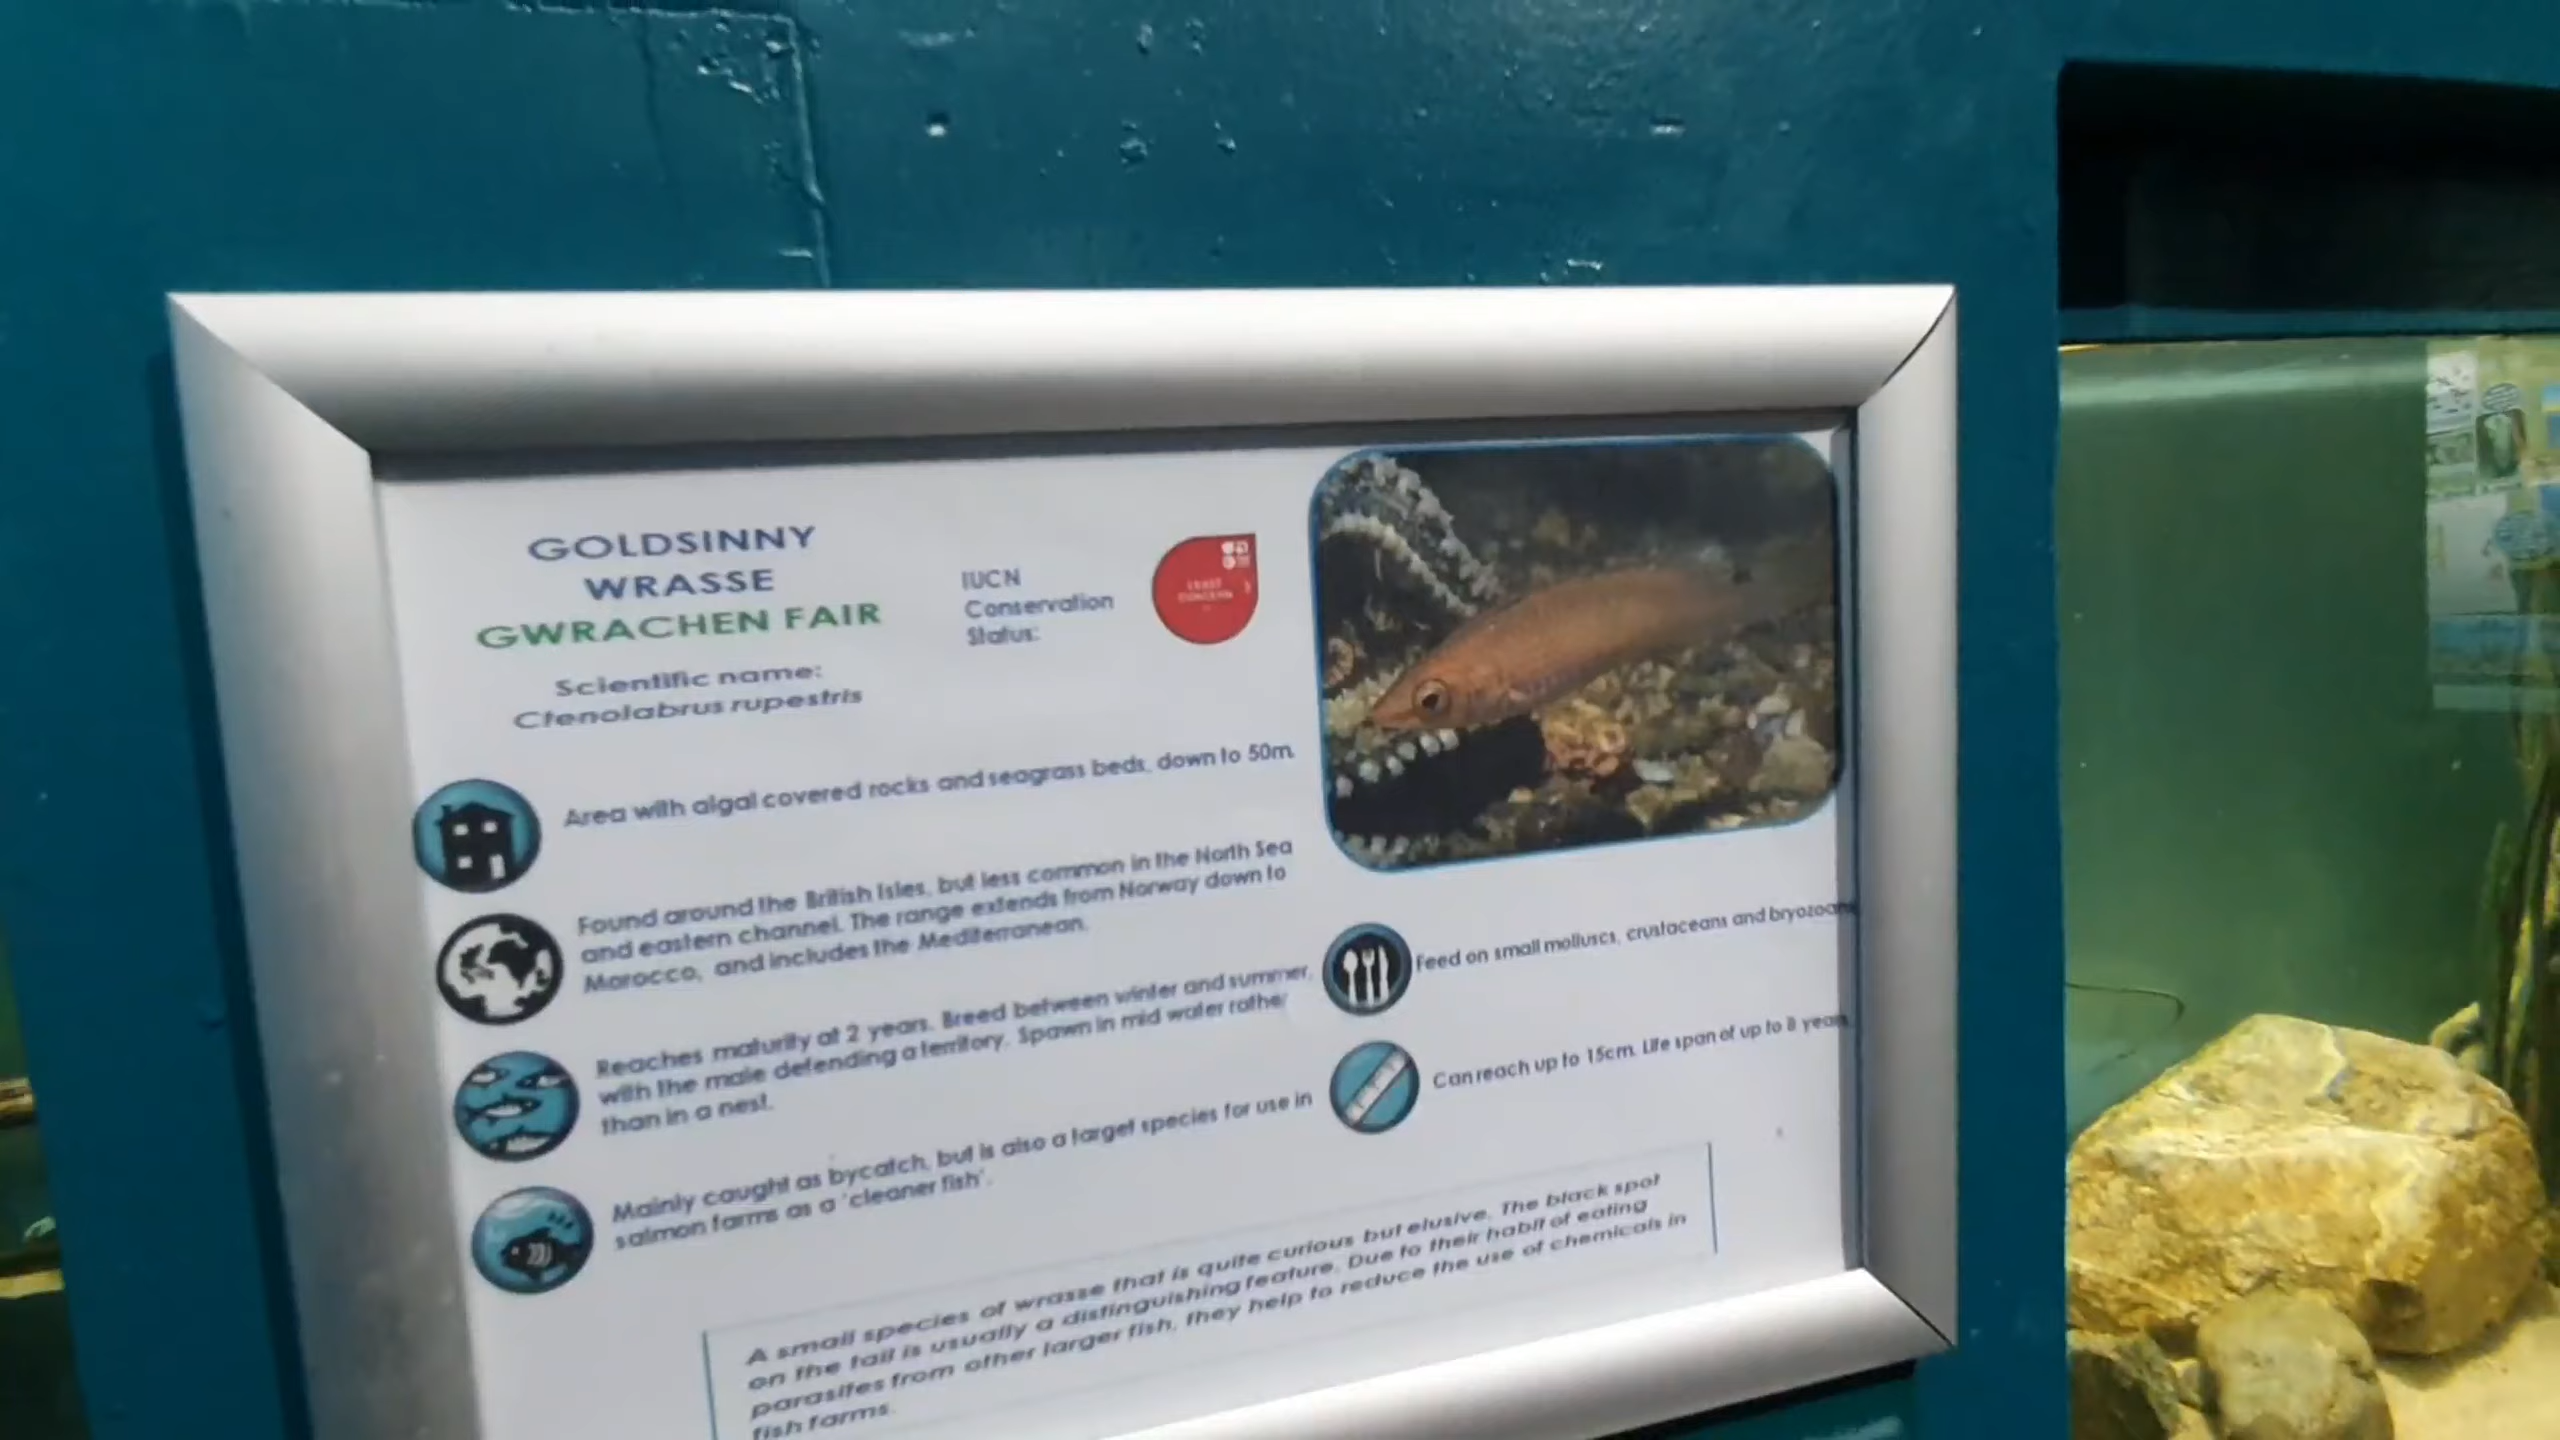 GOLDSINNY
WRASSE
GWRACHEN FAIR
Scientific name:
Ctenolabrus rupestris
IUCN
Conservation
Status:
LEAST
CONCERN
Area with algal covered rocks and seagrass beds, down to 50m.
Found around the British Isles, but less common in the North Sea
and eastern channel. The range extends from Norway down to
Morocco, and includes the Mediterranean.
Reaches maturity at 2 years. Breed between winter and summer,
with the male defending a territory. Spawn in mid water rather
than in a nest.
Mainly caught as bycatch, but is also a target species for use in
salmon farms as a 'cleaner fish'.
Feed on small molluscs, crustaceans and bryozoans
Can reach up to 15cm. Life span of up to 8 years
A small species of wrasse that is quite curious but elusive. The black spot
on the tail is usually a distinguishing feature. Due to their habit of eating
parasites from other larger fish, they help to reduce the use of chemicals in
fish farms.